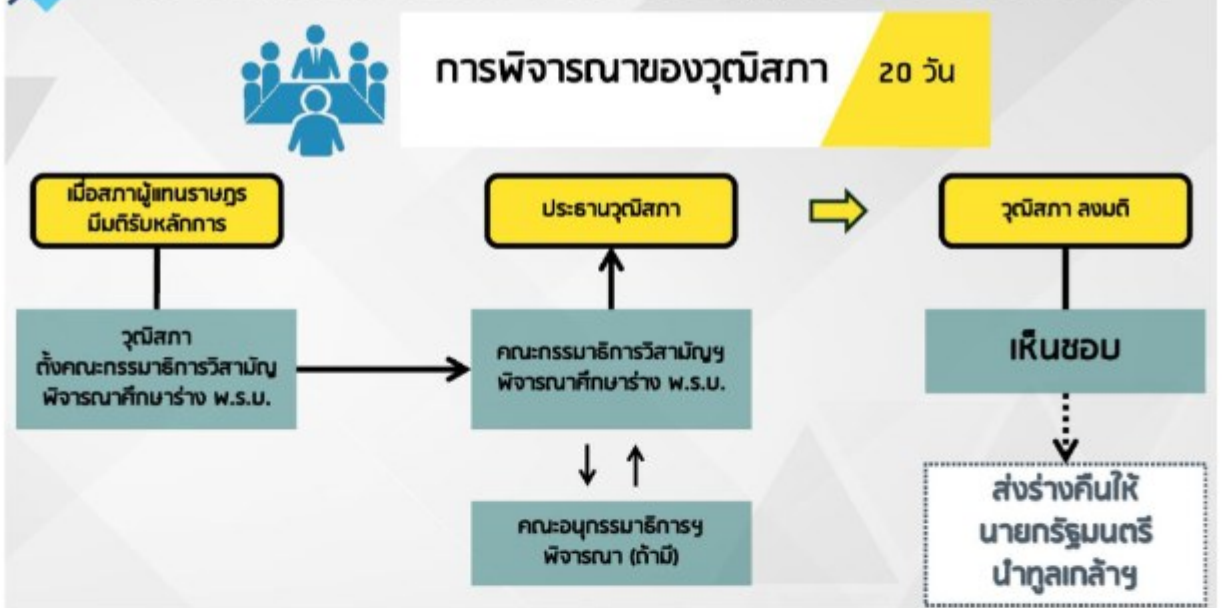 การพิจารณาของวุฒิสภา
20 วัน
เมื่อสภาผู้แทนราษฎร
มีมติรับหลักการ
วุฒิสภา
ตั้งคณะกรรมาธิการวิสามัญ
พิจารณาศึกษาร่าง พ.ร.บ.
ประธานวุฒิสภา
คณะกรรมาธิการวิสามัญฯ
พิจารณาศึกษาร่าง พ.ร.บ.
คณะอนุกรรมาธิการฯ
พิจารณา (ถ้ามี)
วุฒิสภา ลงมติ
เห็นชอบ
ส่งร่างคืนให้
นายกรัฐมนตรี
นำทูลเกล้าฯ